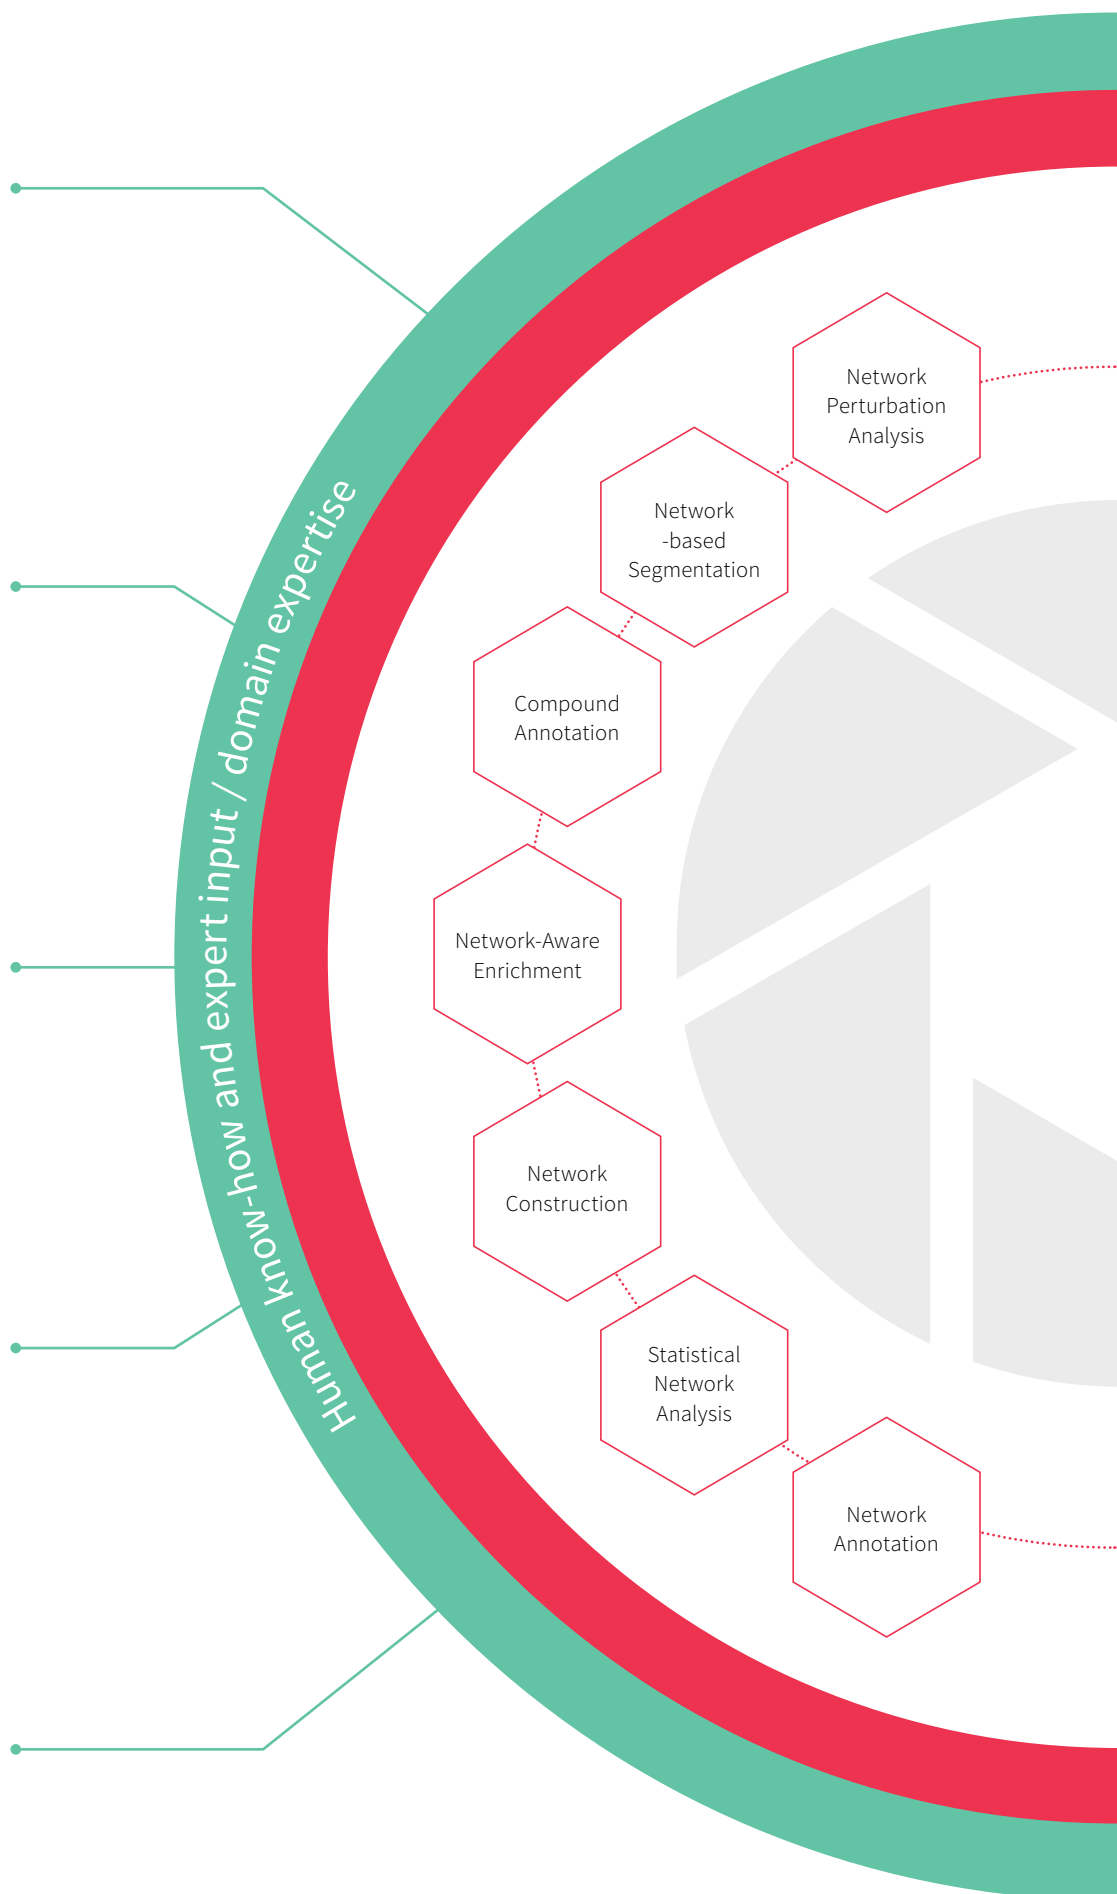 Human know-how and expert input / domain expertise
Network
Perturbation
Analysis
Network
-based
Segmentation
Compound
Annotation
Network-Aware
Enrichment
Network
Construction
Statistical
Network
Analysis
Network
Annotation